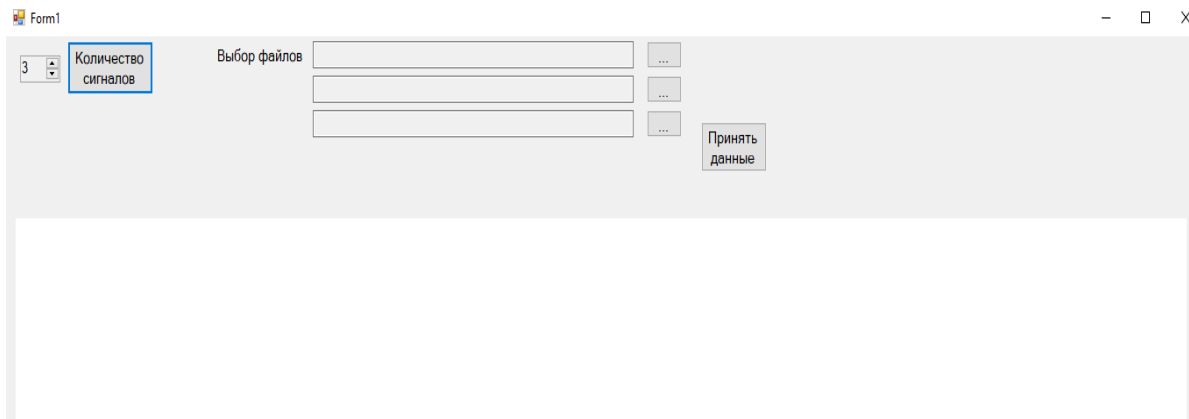 Form1
3
Количество
сигналов
Выбор файлов
...
...
...
Принять
данные